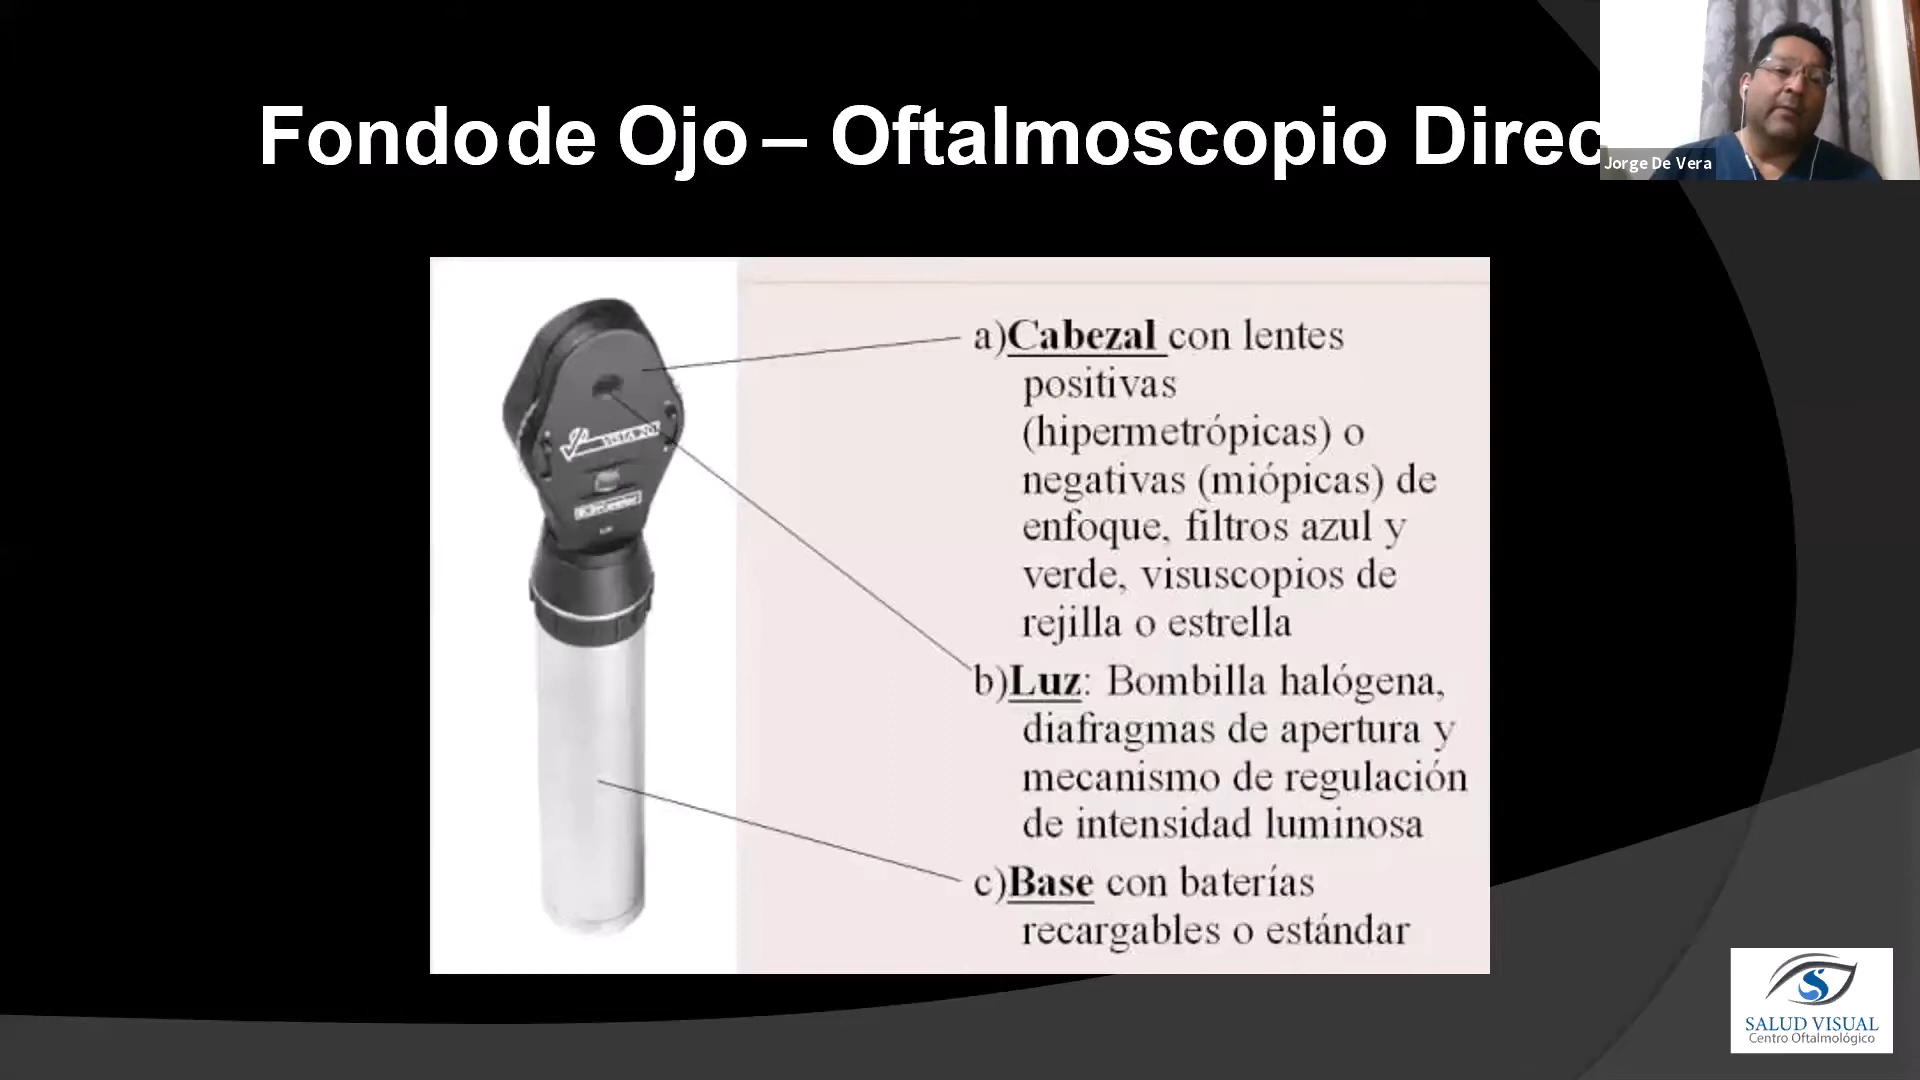 Fondo de Ojo – Oftalmoscopio Direc
Jorge De Vera
a)Cabezal con lentes
positivas
(hipermetrópicas) o
negativas (miópicas) de
enfoque, filtros azul y
verde, visuscopios de
rejilla o estrella
b)Luz: Bombilla halógena,
diafragmas de apertura y
mecanismo de regulación
de intensidad luminosa
c)Base con baterías
recargables o estándar
SALUD VISUAL
Centro Oftalmológico